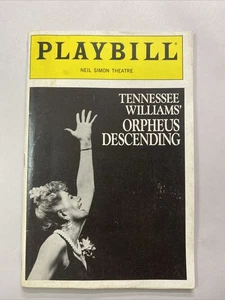 PLAYBILL
NEIL SIMON THEATRE
TENNESSEE
WILLIAMS'
ORPHEUS
DESCENDING